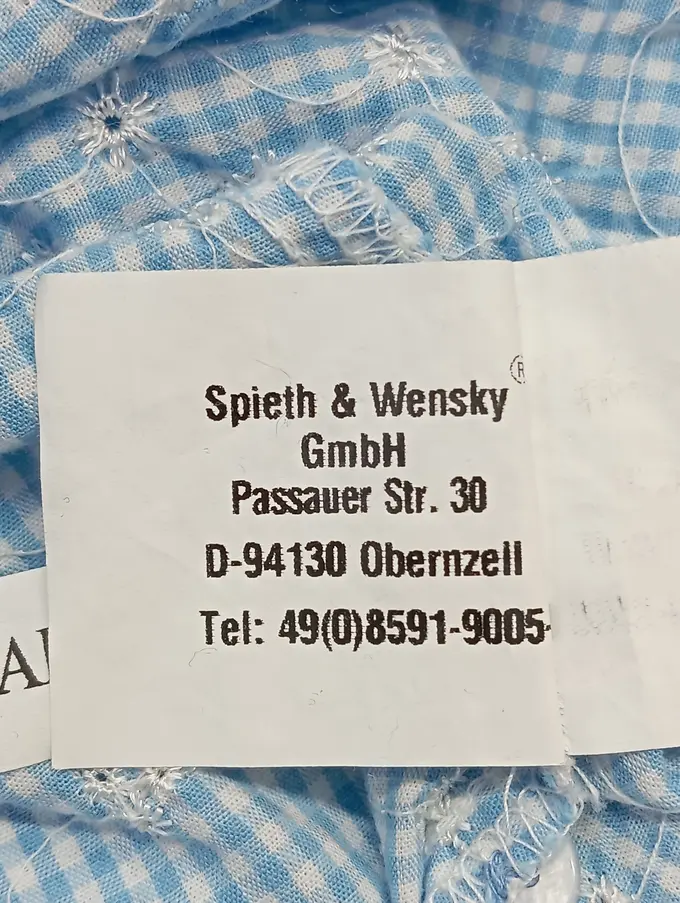 ®
Spieth & Wensky
GmbH
Passauer Str. 30
D-94130 Obernzell
Tel: 49(0)8591-9005-